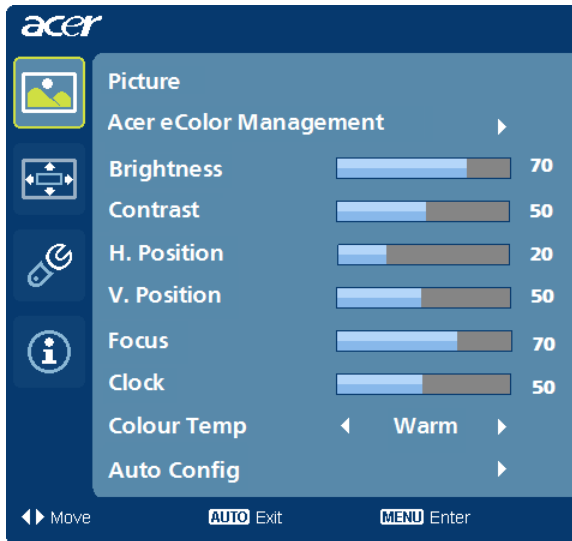 acer
Picture
Acer eColor Management
Brightness 70
Contrast 50
H. Position 20
V. Position 50
Focus 70
Clock 50
Colour Temp Warm
Auto Config
Move AUTO Exit MENU Enter